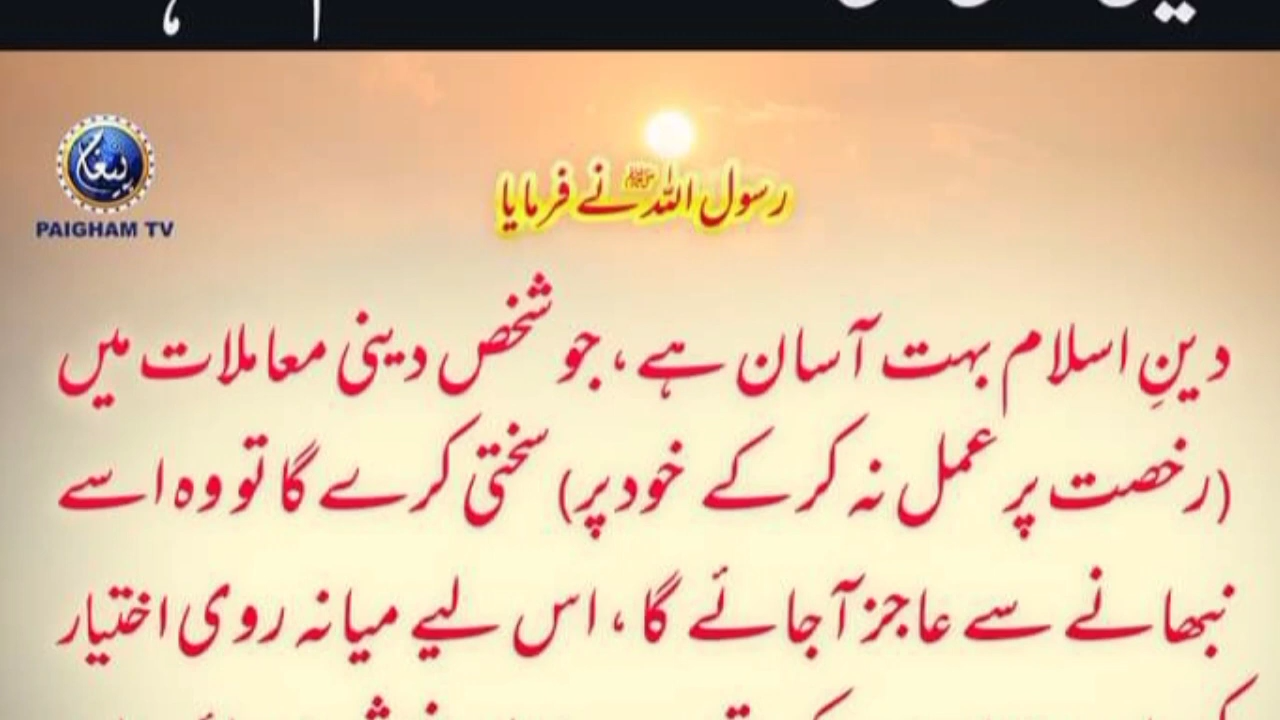 پیغام
PAIGHAM TV
رسول اللہ ﷺ نے فرمایا
دینِ اسلام بہت آسان ہے، جو شخص دینی معاملات میں
(رخصت پر عمل نہ کر کے خود پر) سختی کرے گا تو وہ اسے
نبھانے سے عاجز آ جائے گا، اس لیے میانہ روی اختیار